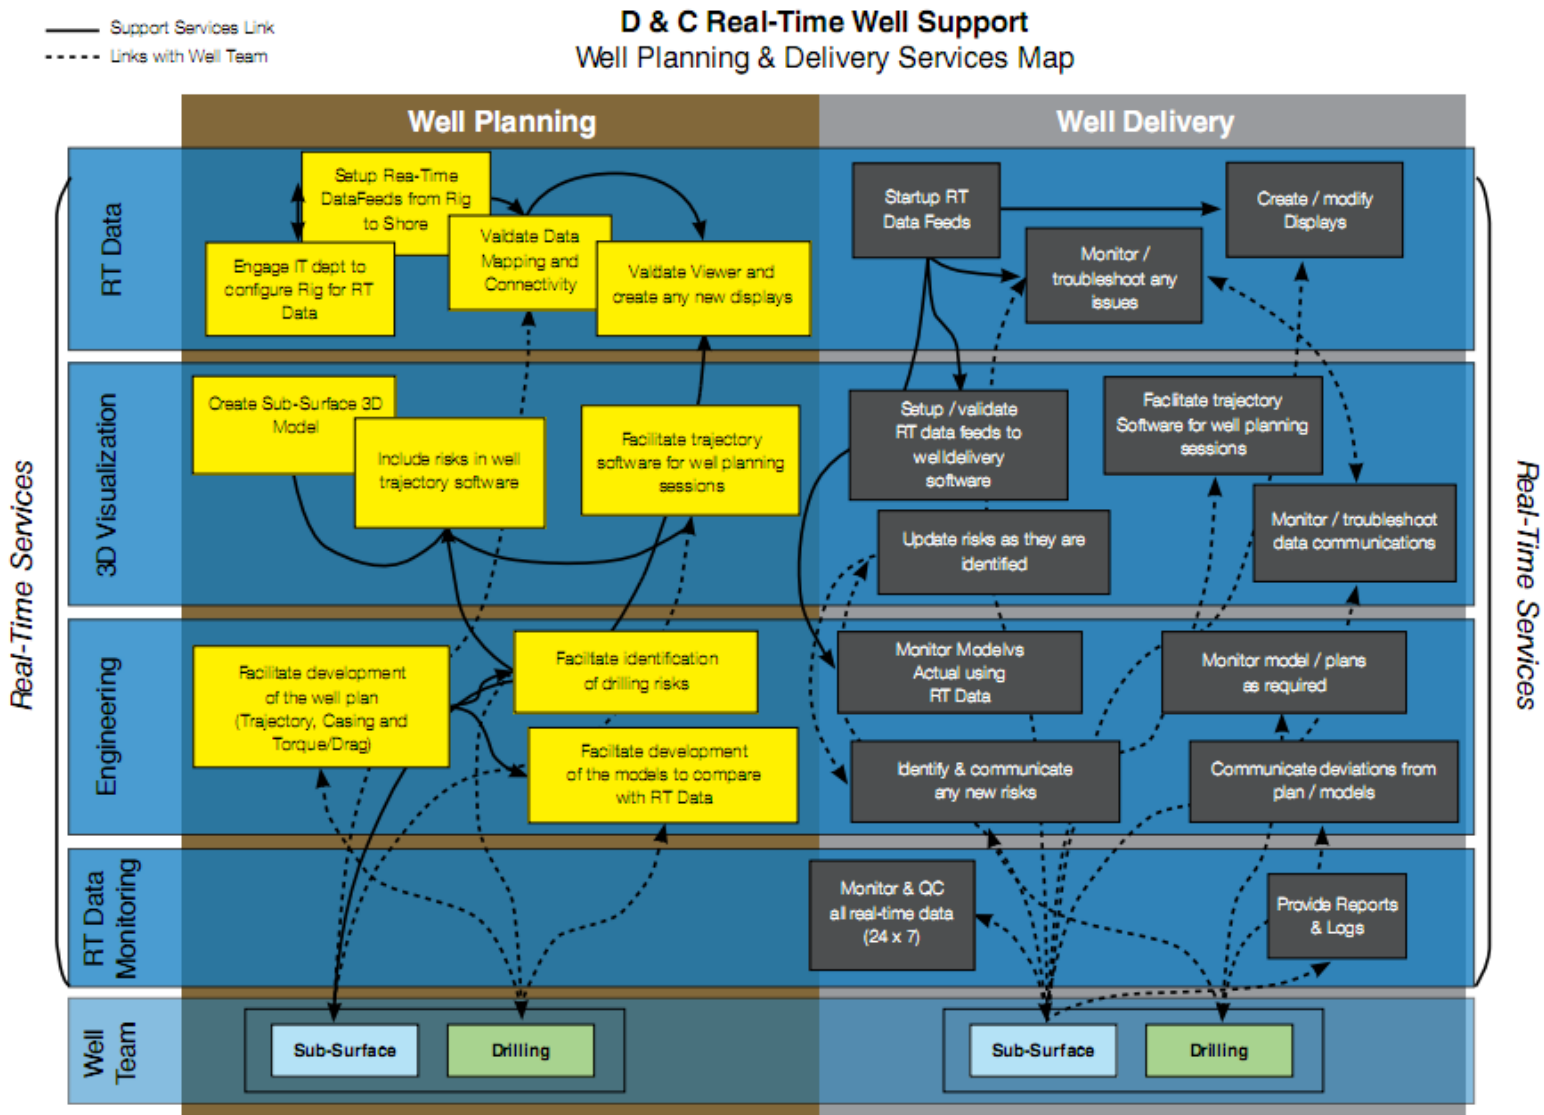 D & C Real-Time Well Support
Well Planning & Delivery Services Map
Support Services Link
Links with Well Team
Well Planning
Well Delivery
Real-Time Services
RT Data
Setup Rea-Time
DataFeeds from Rig
to Shore
Engage IT dept to
configure Rig for RT
Data
Validate Data
Mapping and
Connectivity
Valdate Viewer and
create any new displays
Startup RT
Data Feeds
Monitor /
troubleshoot any
issues
Create / modify
Displays
3D Visualization
Create Sub-Surface 3D
Model
Include risks in well
trajectory software
Facilitate trajectory
software for well planning
sessions
Setup / validate
RT data feeds to
welldelivery
software
Update risks as they are
identified
Facilitate trajectory
Software for well planning
sessions
Monitor / troubleshoot
data communications
Engineering
Facilitate development
of the well plan
(Trajectory, Casing and
Torque/Drag)
Faciltate identification
of drilling risks
Faciltate development
of the models to compare
with RT Data
Monitor Modelvs
Actual using
RT Data
Identify & communicate
any new risks
Monitor model / plans
as required
Communicate deviations from
plan / models
RT Data
Monitoring
Monitor & QC
all real-time data
(24 x 7)
Provide Reports
& Logs
Well
Team
Sub-Surface
Drilling
Sub-Surface
Drilling
Real-Time Services